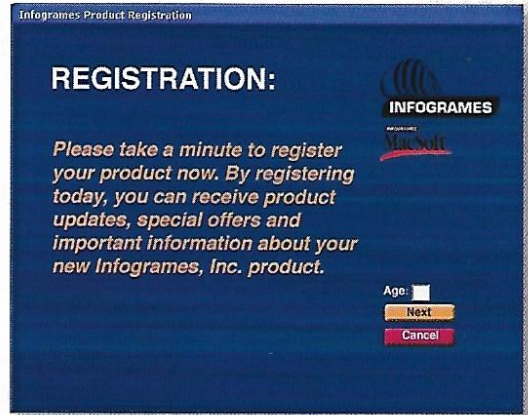 Infogrames Product Registration
REGISTRATION:
INFOGRAMES
INFOGRAMES
MacSoft
Please take a minute to register
your product now. By registering
today, you can receive product
updates, special offers and
important information about your
new Infogrames, Inc. product.
Age:
Next
Cancel